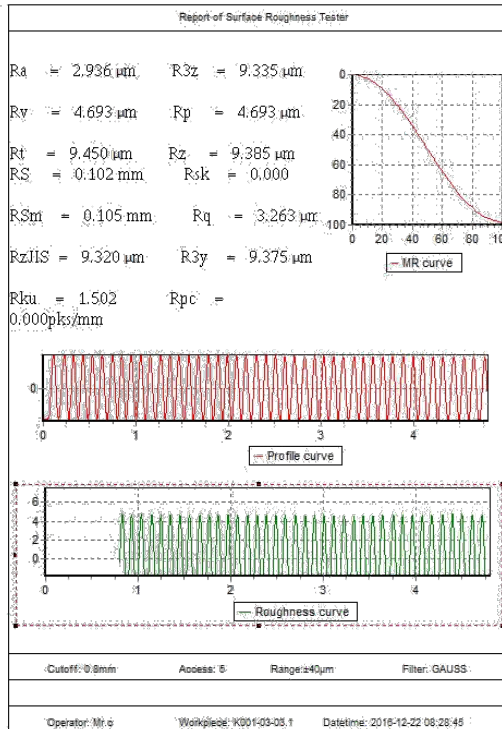 Report of Surface Roughness Tester
Ra = 2.936 μm R3z = 9.335 μm
Rv = 4.693 μm Rp = 4.693 μm
Rt = 9.450 μm Rz = 9.385 μm
RS = 0.102 mm Rsk = 0.000
RSm = 0.105 mm Rq = 3.263 μm
RzJIS = 9.320 μm R3y = 9.375 μm
Rku = 1.502 Rpc =
0.000pks/mm
0
20
40
60
80
100
0 20 40 60 80 100
MR curve
0
0 1 2 3 4
Profile curve
6
4
2
0
0 1 2 3 4
Roughness curve
Cutoff: 0.8mm Access: 5 Range:±40μm Filter: GAUSS
Operator: Mr.c Workpiece: K001-03-03.1 Datetime: 2016-12-22 08:28:45